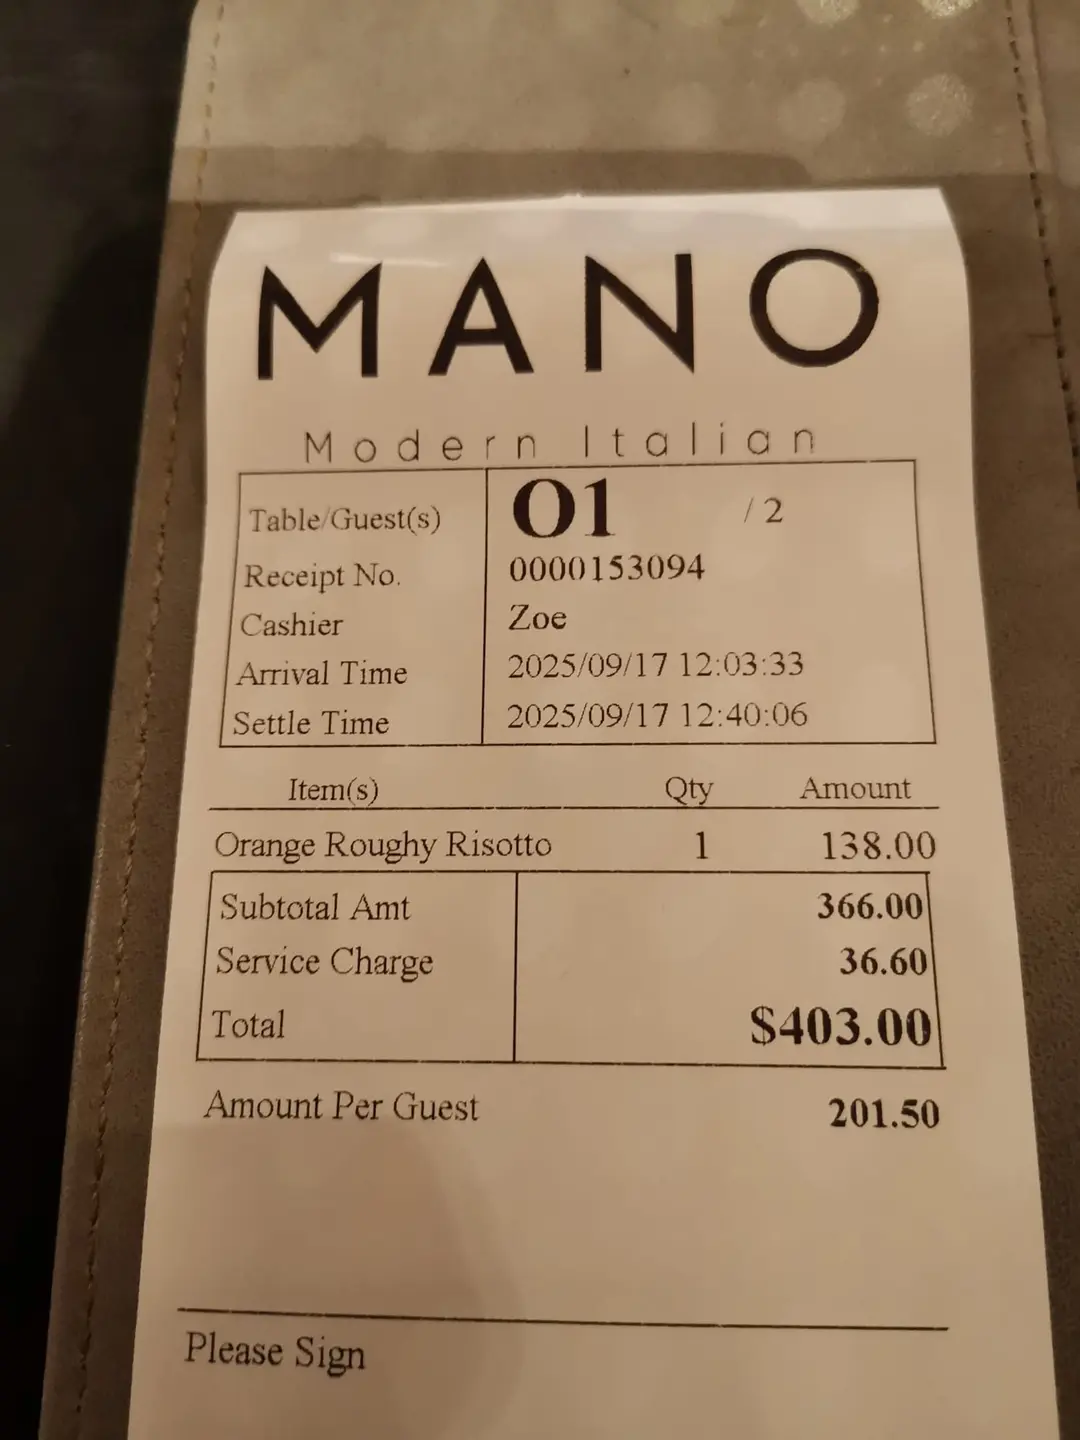 MANO
Modern Italian
Table/Guest(s) 01 / 2
Receipt No. 0000153094
Cashier Zoe
Arrival Time 2025/09/17 12:03:33
Settle Time 2025/09/17 12:40:06
Item(s) Qty Amount
Orange Roughy Risotto 1 138.00
Subtotal Amt 366.00
Service Charge 36.60
Total $403.00
Amount Per Guest 201.50
Please Sign